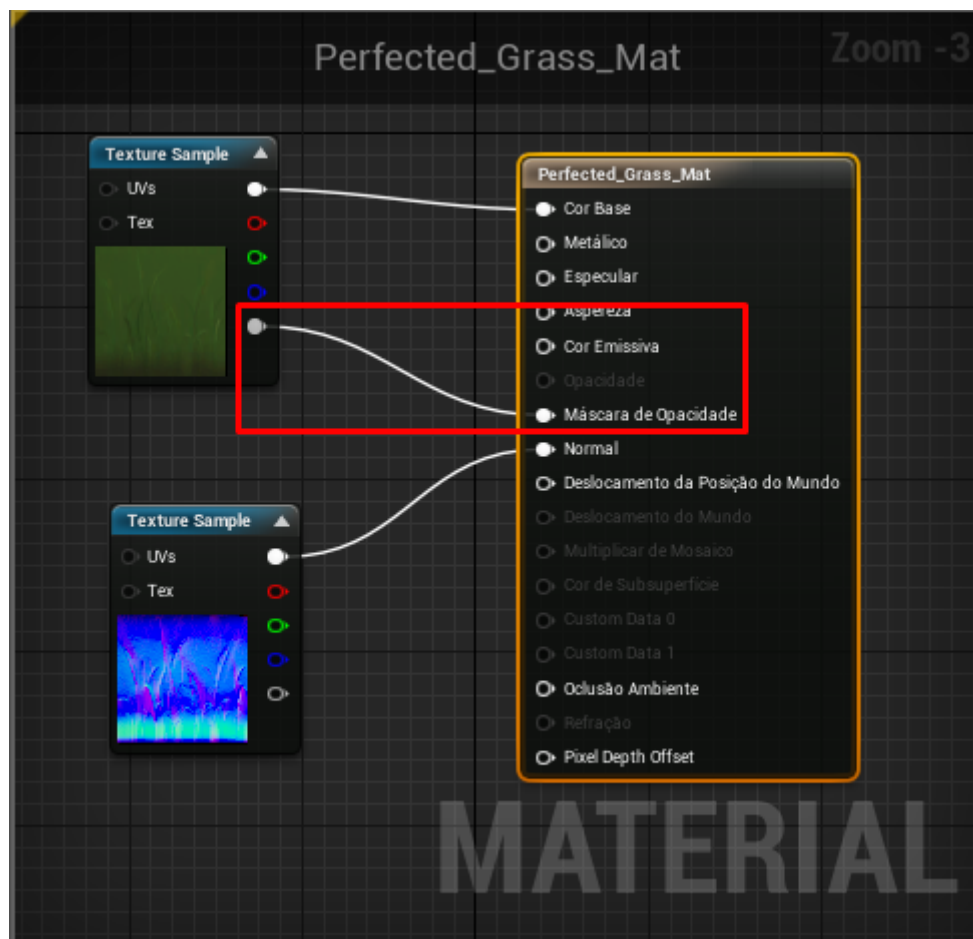 Perfected_Grass_Mat
Zoom -3
Texture Sample
UVs
Tex
Perfected_Grass_Mat
Cor Base
Metálico
Especular
Aspereza
Cor Emissiva
Opacidade
Máscara de Opacidade
Normal
Deslocamento da Posição do Mundo
Deslocamento do Mundo
Multiplicar de Mosaico
Cor de Subsuperfície
Custom Data 0
Custom Data 1
Oclusão Ambiente
Refração
Pixel Depth Offset
Texture Sample
UVs
Tex
MATERIAL